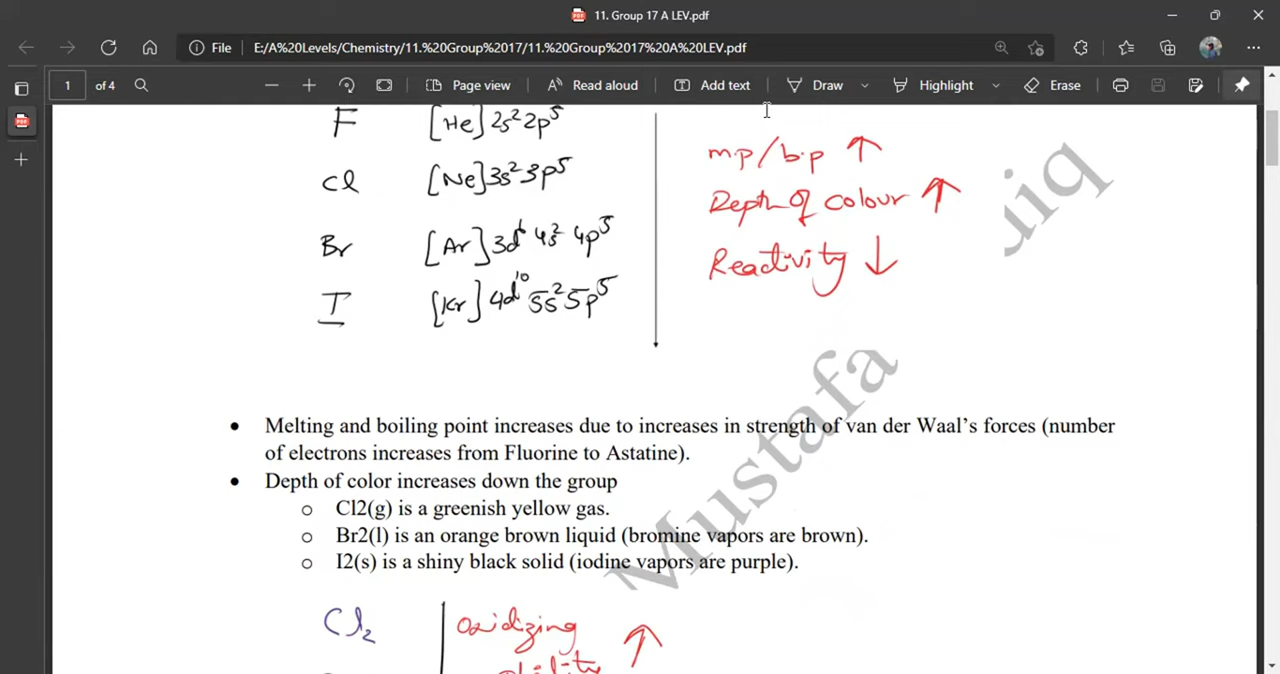 11. Group 17 A LEV.pdf
File E:/A%20Levels/Chemistry/11.%20Group%2017/11.%20Group%2017%20A%20LEV.pdf
1 of 4 Page view Read aloud Add text Draw Highlight Erase
F [He] 2s² 2p⁵
Cl [Ne] 3s² 3p⁵
Br [Ar] 3d¹⁰ 4s² 4p⁵
I [Kr] 4d¹⁰ 5s² 5p⁵
m.p/b.p ↑
Depth of colour ↑
Reactivity ↓
• Melting and boiling point increases due to increases in strength of van der Waal’s forces (number
of electrons increases from Fluorine to Astatine).
• Depth of color increases down the group
o Cl2(g) is a greenish yellow gas.
o Br2(l) is an orange brown liquid (bromine vapors are brown).
o I2(s) is a shiny black solid (iodine vapors are purple).
Mustafa
Cl₂ Oxidizing ↑
ability